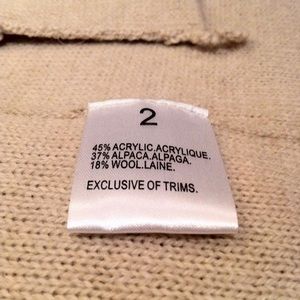 2
45% ACRYLIC.ACRYLIQUE.
37% ALPACA.ALPAGA.
18% WOOL.LAINE.
EXCLUSIVE OF TRIMS.